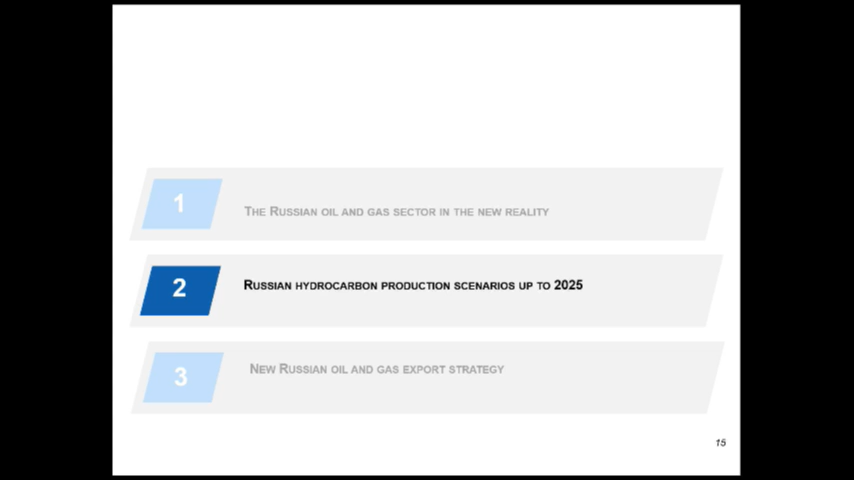 1
THE RUSSIAN OIL AND GAS SECTOR IN THE NEW REALITY
2
RUSSIAN HYDROCARBON PRODUCTION SCENARIOS UP TO 2025
3
NEW RUSSIAN OIL AND GAS EXPORT STRATEGY
15